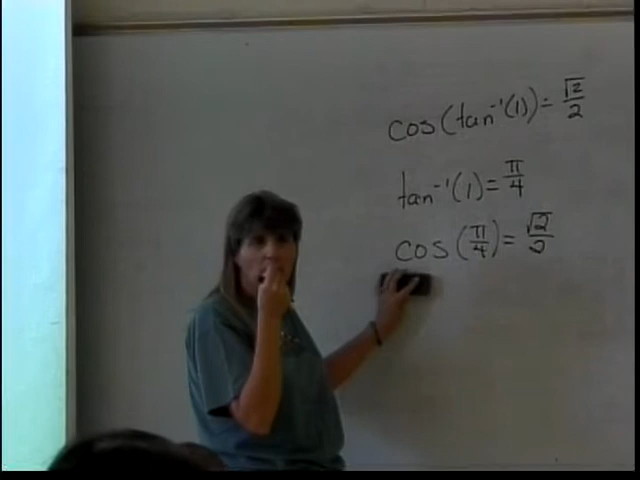 cos(tan⁻¹(1)) = √2/2
tan⁻¹(1) = π/4
cos(π/4) = √2/2